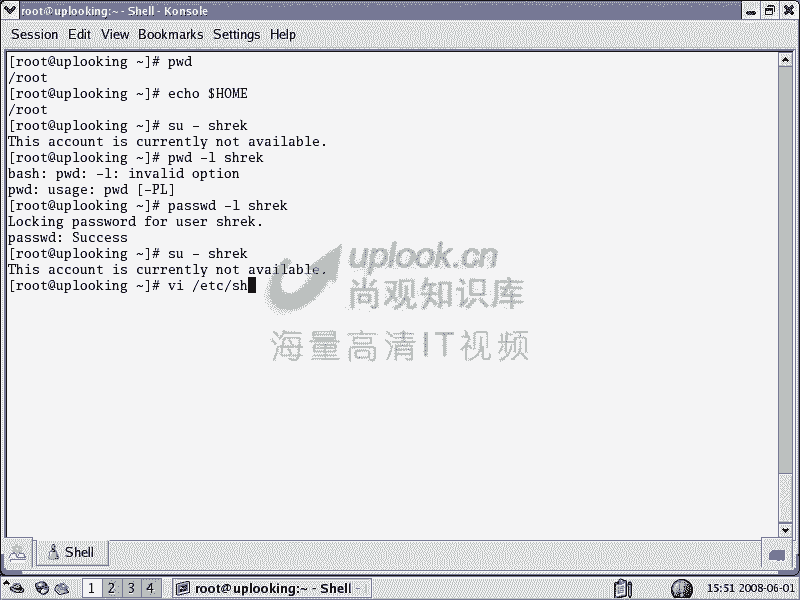 root@uplooking:~ - Shell - Konsole
Session Edit View Bookmarks Settings Help
[root@uplooking ~]# pwd
/root
[root@uplooking ~]# echo $HOME
/root
[root@uplooking ~]# su - shrek
This account is currently not available.
[root@uplooking ~]# pwd -l shrek
bash: pwd: -l: invalid option
pwd: usage: pwd [-PL]
[root@uplooking ~]# passwd -l shrek
Locking password for user shrek.
passwd: Success
[root@uplooking ~]# su - shrek
This account is currently not available.
[root@uplooking ~]# vi /etc/sh
uplook.cn
尚观知识库
海量高清IT视频
Shell
1 2 3 4 root@uplooking:~ - Shell - 15:51 2008-06-01